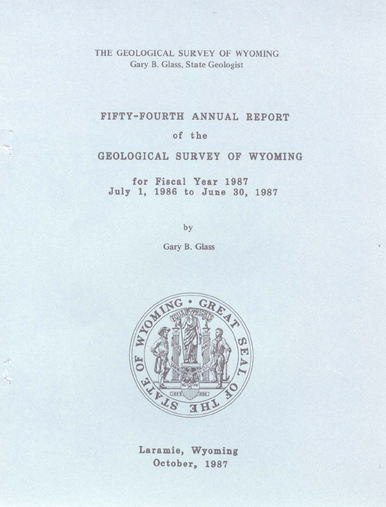 THE GEOLOGICAL SURVEY OF WYOMING
Gary B. Glass, State Geologist
FIFTY-FOURTH ANNUAL REPORT
of the
GEOLOGICAL SURVEY OF WYOMING
for Fiscal Year 1987
July 1, 1986 to June 30, 1987
by
Gary B. Glass
GREAT SEAL OF THE STATE OF WYOMING
Laramie, Wyoming
October, 1987